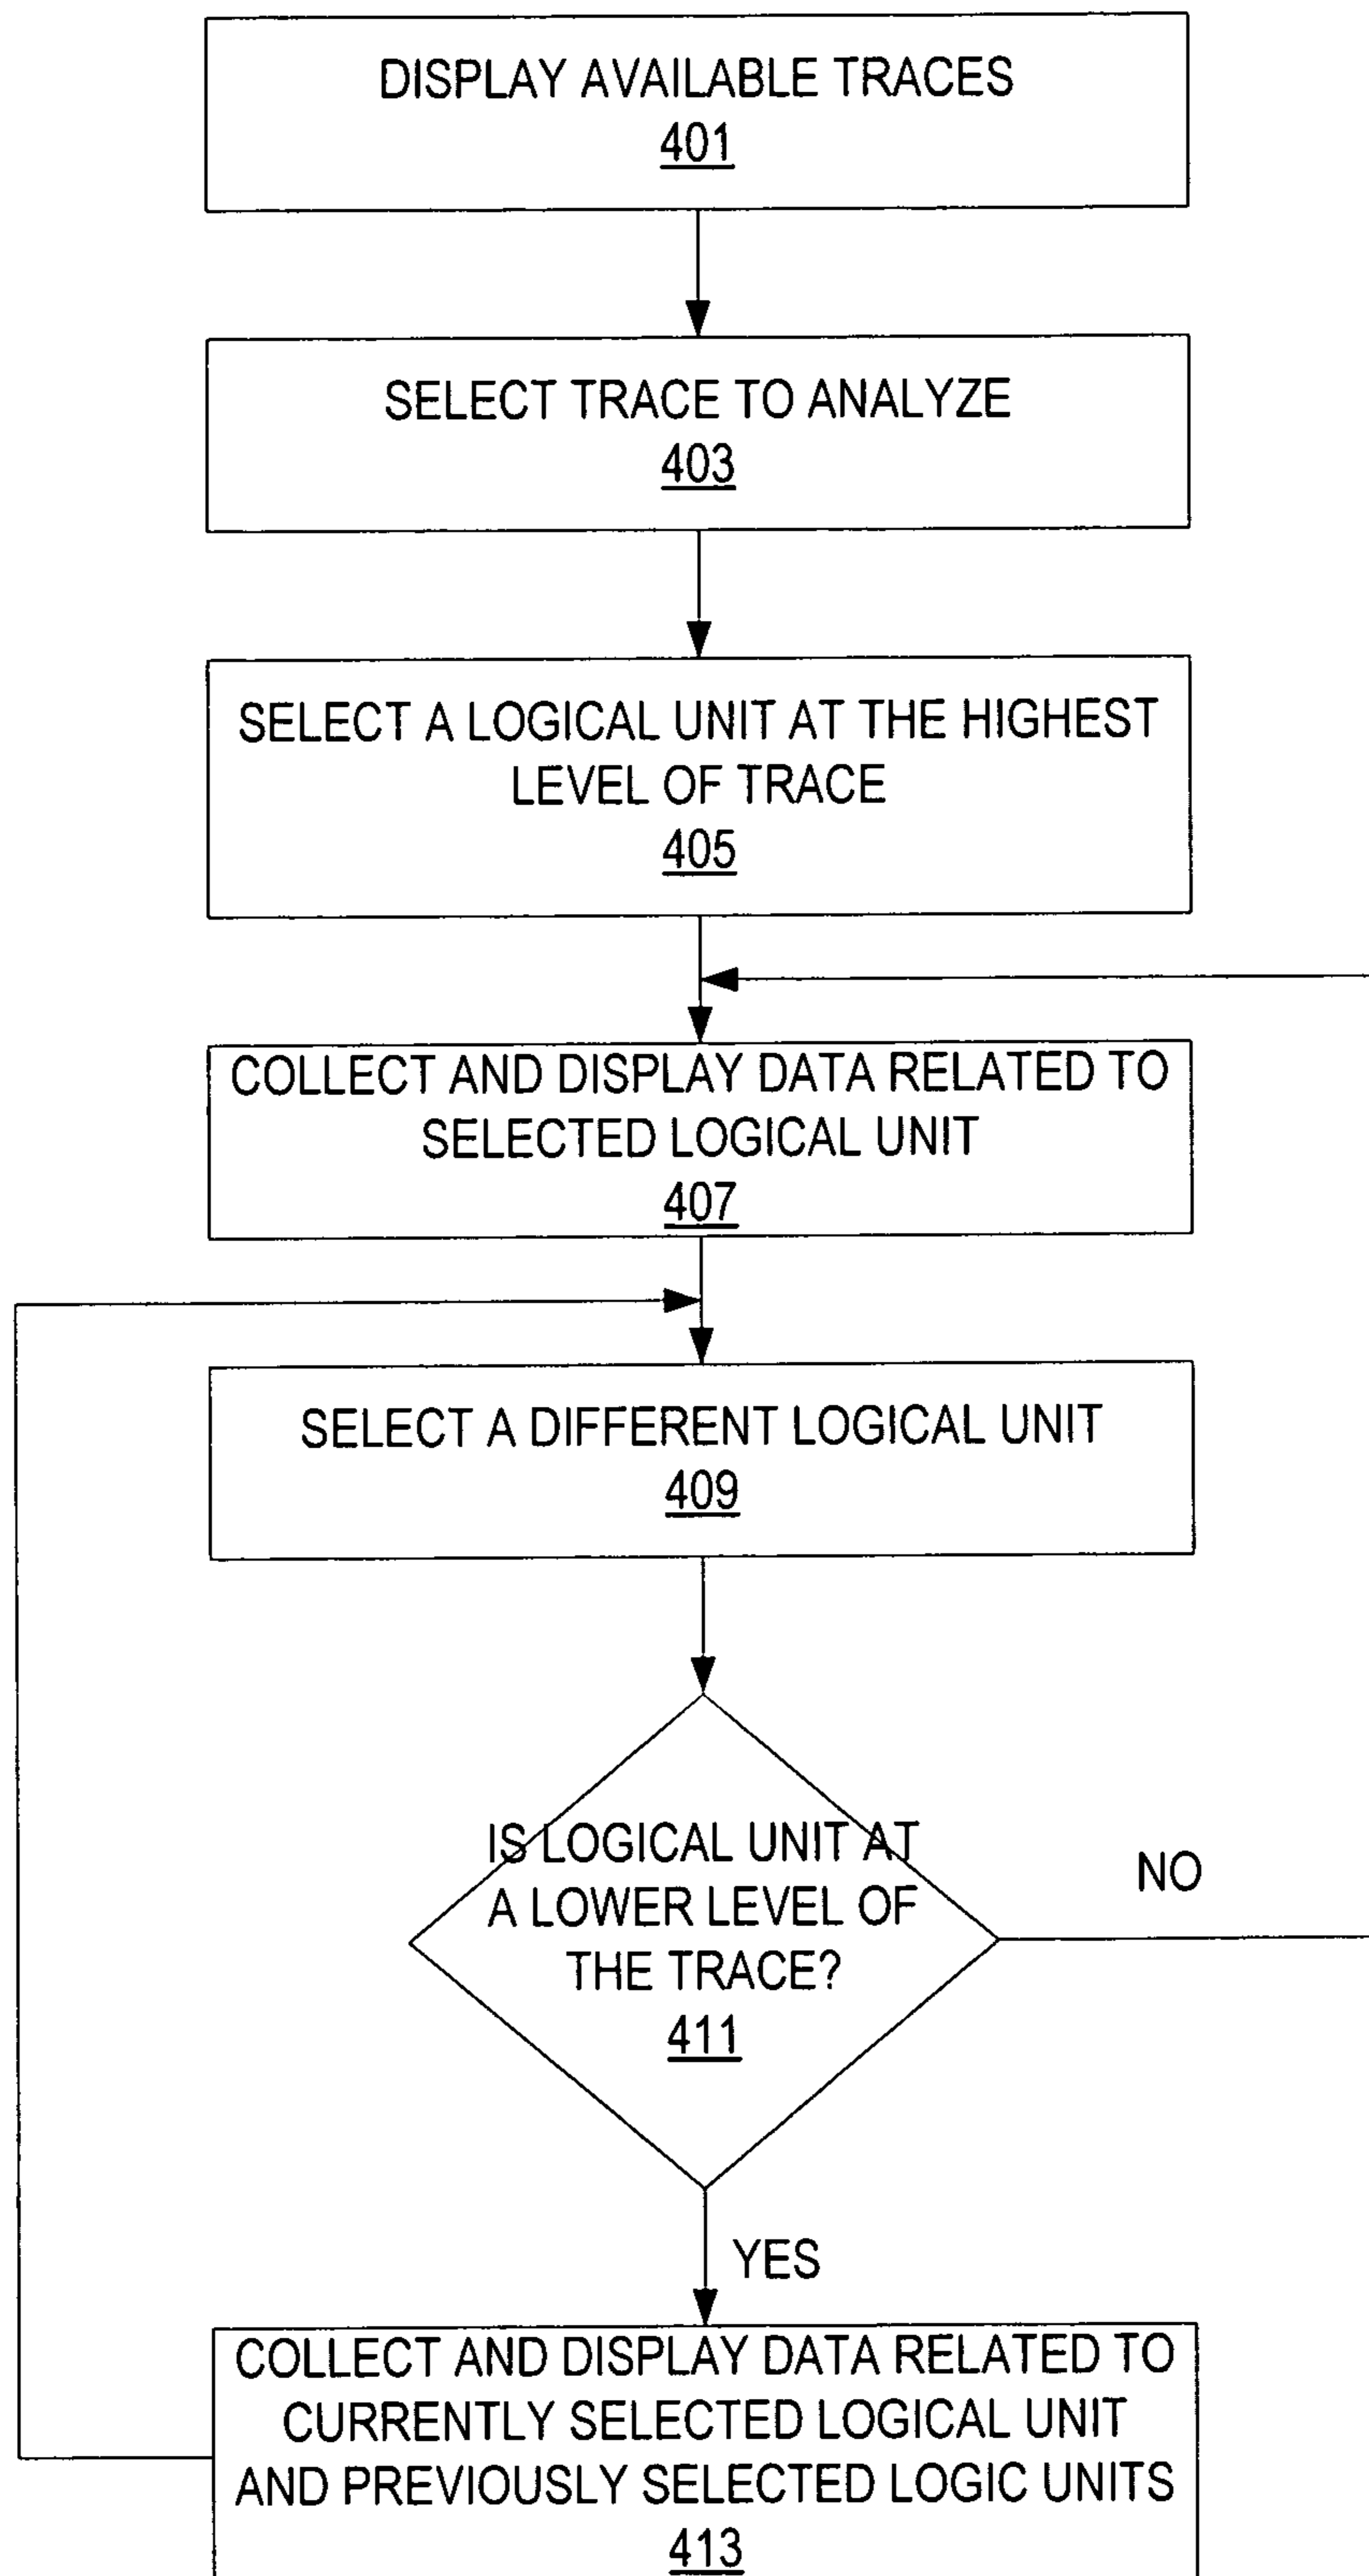 DISPLAY AVAILABLE TRACES
401
SELECT TRACE TO ANALYZE
403
SELECT A LOGICAL UNIT AT THE HIGHEST
LEVEL OF TRACE
405
COLLECT AND DISPLAY DATA RELATED TO
SELECTED LOGICAL UNIT
407
SELECT A DIFFERENT LOGICAL UNIT
409
IS LOGICAL UNIT AT
A LOWER LEVEL OF
THE TRACE?
411
NO
YES
COLLECT AND DISPLAY DATA RELATED TO
CURRENTLY SELECTED LOGICAL UNIT
AND PREVIOUSLY SELECTED LOGIC UNITS
413